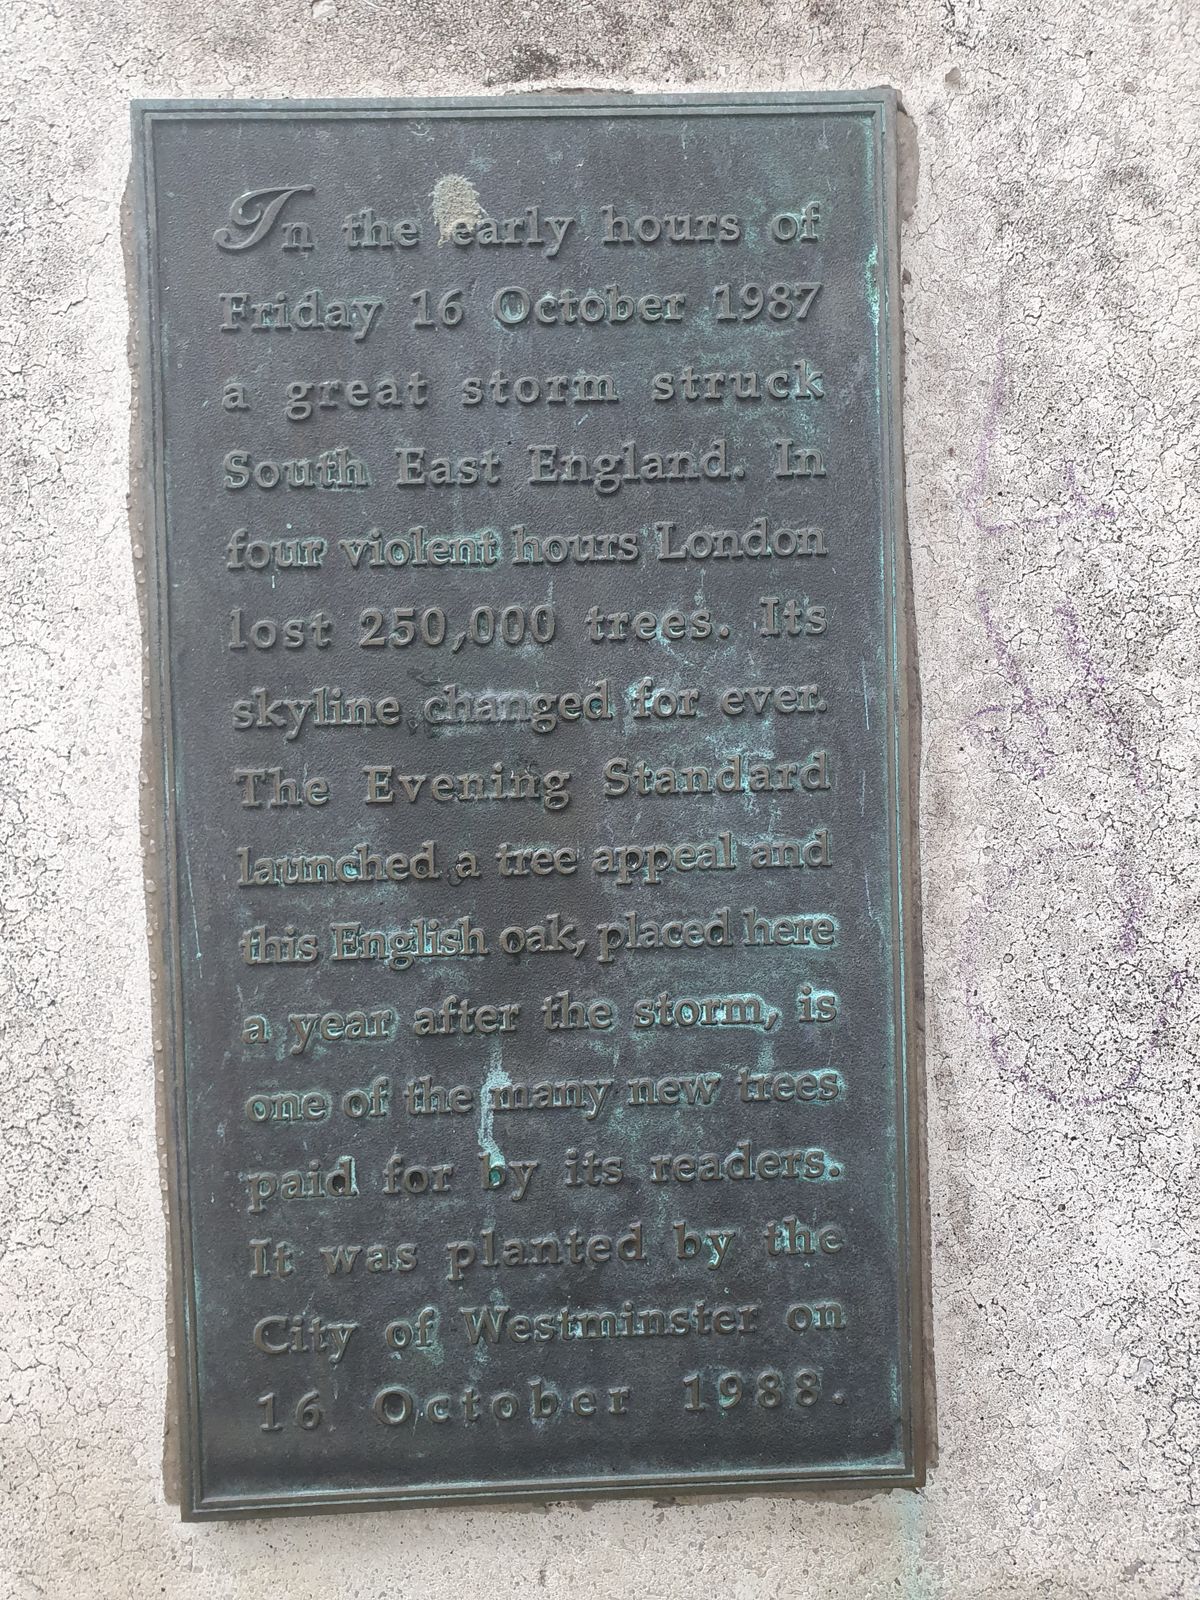 In the early hours of
Friday 16 October 1987
a great storm struck
South East England. In
four violent hours London
lost 250,000 trees. Its
skyline changed for ever.
The Evening Standard
launched a tree appeal and
this English oak, placed here
a year after the storm, is
one of the many new trees
paid for by its readers.
It was planted by the
City of Westminster on
16 October 1988.